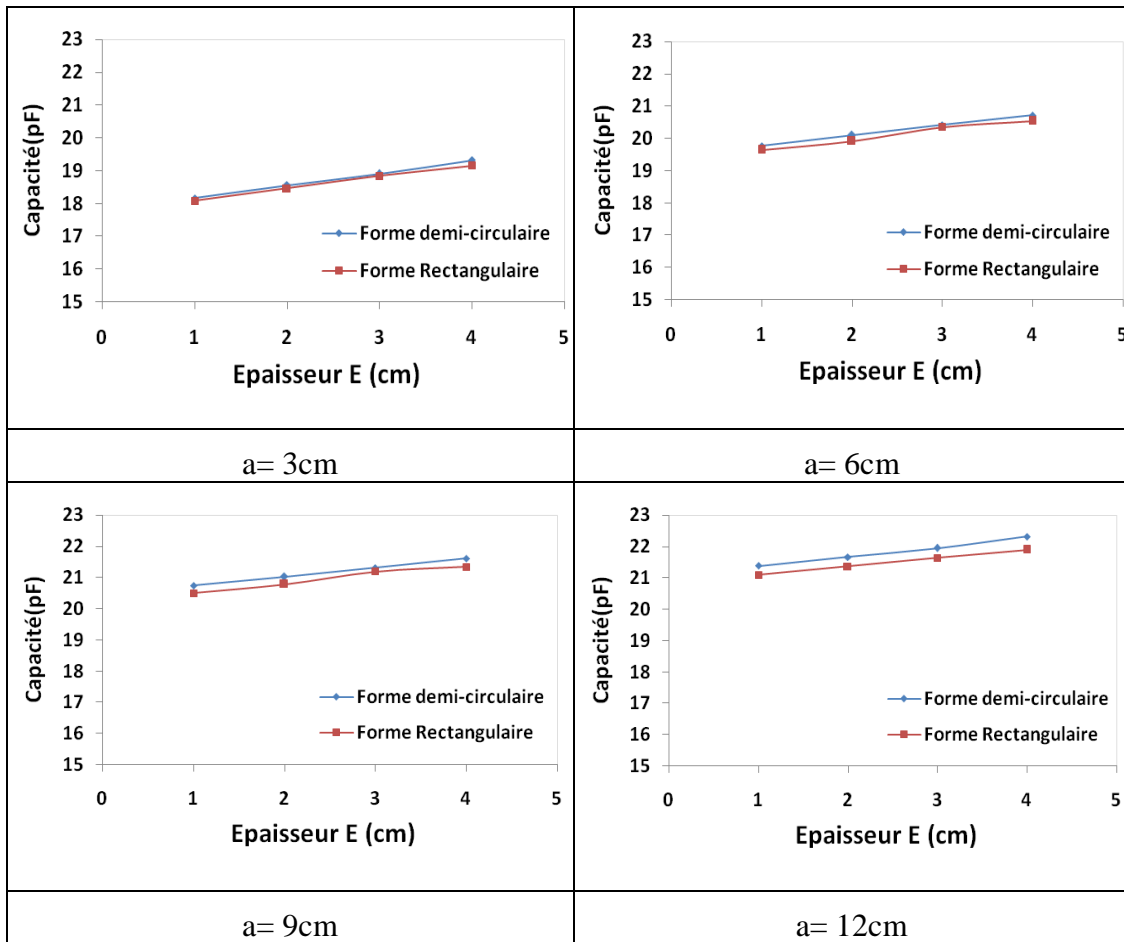 23
22
21
20
19
18
17
16
15
Capacité(pF)
Forme demi-circulaire
Forme Rectangulaire
0 1 2 3 4 5
Epaisseur E (cm)
a= 3cm
23
22
21
20
19
18
17
16
15
Capacité(pF)
Forme demi-circulaire
Forme Rectangulaire
0 1 2 3 4 5
Epaisseur E (cm)
a= 6cm
23
22
21
20
19
18
17
16
15
Capacité(pF)
Forme demi-circulaire
Forme Rectangulaire
0 1 2 3 4 5
Epaisseur E (cm)
a= 9cm
23
22
21
20
19
18
17
16
15
Capacité(pF)
Forme demi-circulaire
Forme Rectangulaire
0 1 2 3 4 5
Epaisseur E (cm)
a= 12cm